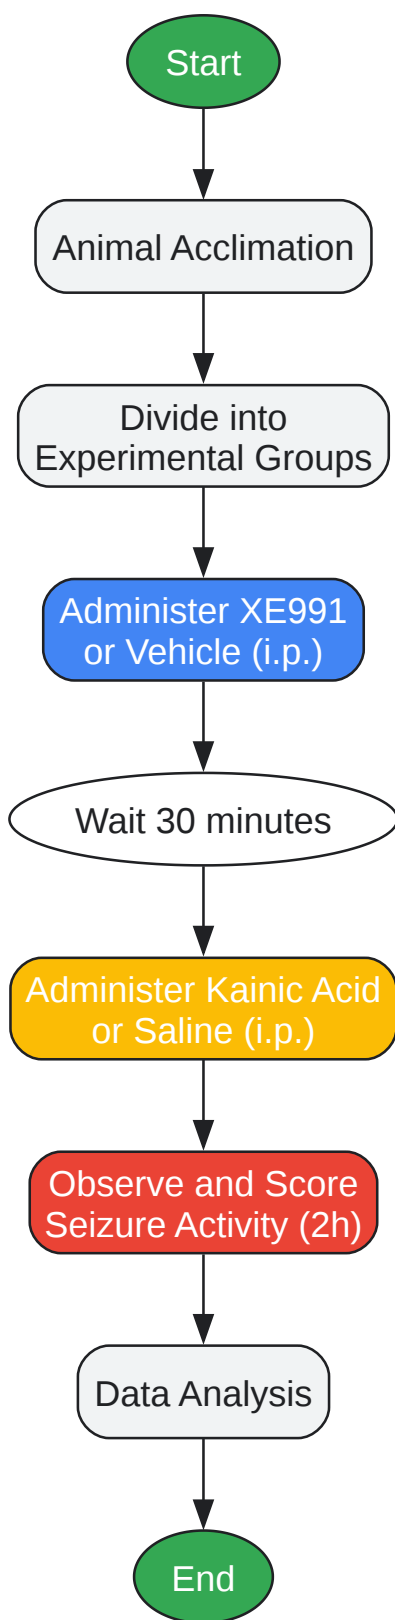 Start
Animal Acclimation
Divide into
Experimental Groups
Administer XE991
or Vehicle (i.p.)
Wait 30 minutes
Administer Kainic Acid
or Saline (i.p.)
Observe and Score
Seizure Activity (2h)
Data Analysis
End